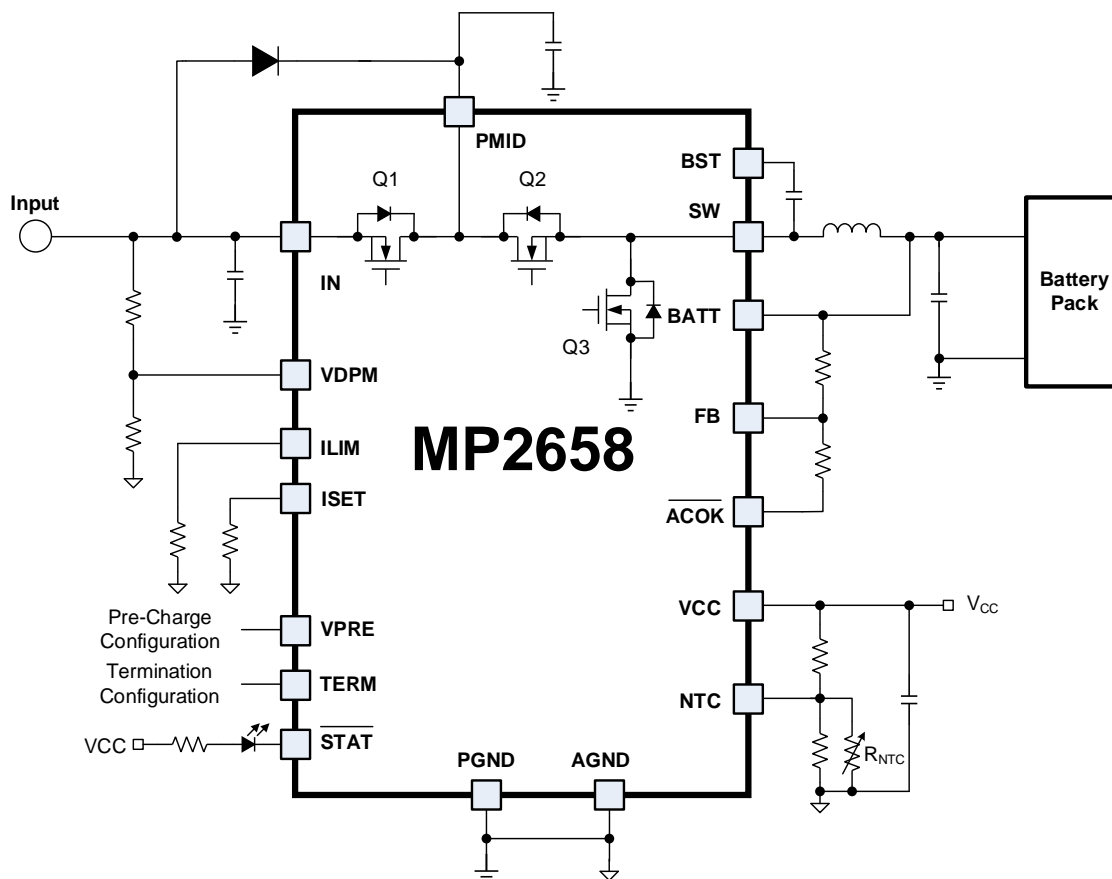 PMID
BST
Q1
Q2
SW
Input
IN
BATT
Battery
Pack
Q3
VDPM
FB
ILIM
MP2658
ISET
ACOK
VCC
VCC
Pre-Charge
Configuration
VPRE
Termination
Configuration
TERM
NTC
VCC
STAT
RNTC
PGND
AGND